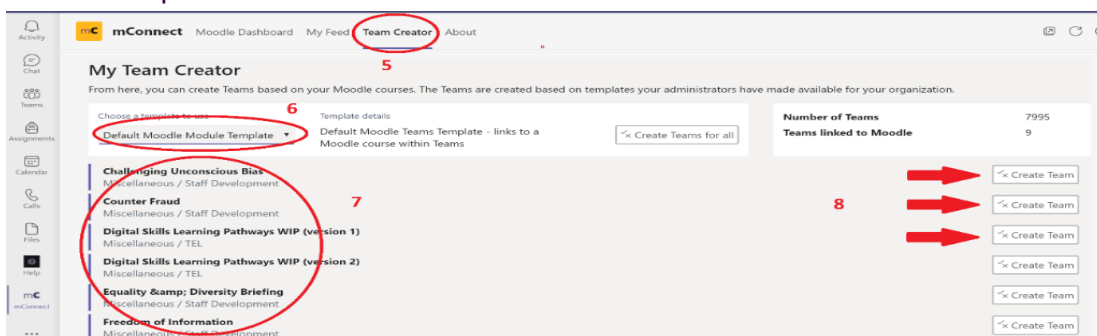 Activity
Chat
Teams
Assignments
Calendar
Calls
Files
Help
mC
mConnect
...
mC mConnect Moodle Dashboard My Feed Team Creator About
5
My Team Creator
From here, you can create Teams based on your Moodle courses. The Teams are created based on templates your administrators have made available for your organization.
6
Choose a template to use
Default Moodle Module Template
Template details
Default Moodle Teams Template - links to a
Moodle course within Teams
Create Teams for all
Number of Teams 7995
Teams linked to Moodle 9
7
8
Challenging Unconscious Bias
Miscellaneous / Staff Development
Create Team
Counter Fraud
Miscellaneous / Staff Development
Create Team
Digital Skills Learning Pathways WIP (version 1)
Miscellaneous / TEL
Create Team
Digital Skills Learning Pathways WIP (version 2)
Miscellaneous / TEL
Create Team
Equality &amp; Diversity Briefing
Miscellaneous / Staff Development
Create Team
Freedom of Information
Miscellaneous / Staff Development
Create Team